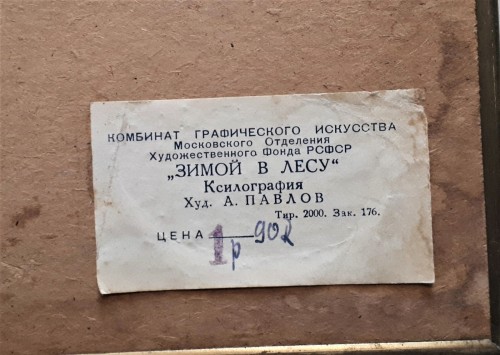 КОМБИНАТ ГРАФИЧЕСКОГО ИСКУССТВА
Московского Отделения
Художественного Фонда РСФСР
„ЗИМОЙ В ЛЕСУ“
Ксилография
Худ. А. ПАВЛОВ
Тир. 2000. Зак. 176.
ЦЕНА 1р 90к